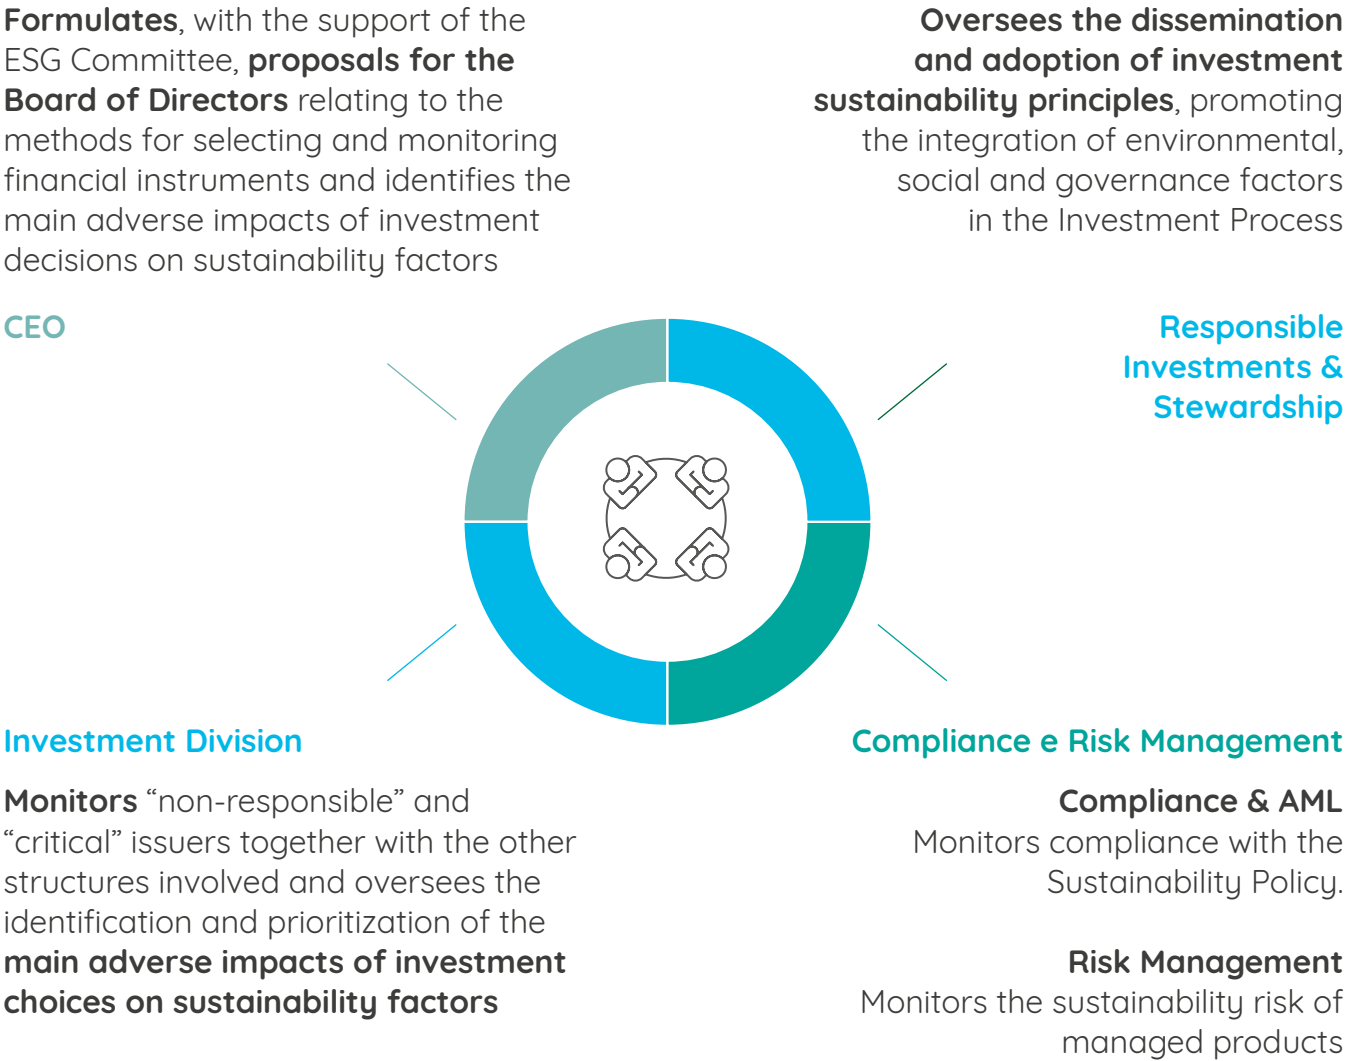 Formulates, with the support of the
ESG Committee, proposals for the
Board of Directors relating to the
methods for selecting and monitoring
financial instruments and identifies the
main adverse impacts of investment
decisions on sustainability factors
CEO
Oversees the dissemination
and adoption of investment
sustainability principles, promoting
the integration of environmental,
social and governance factors
in the Investment Process
Responsible
Investments &
Stewardship
Investment Division
Monitors “non-responsible” and
“critical” issuers together with the other
structures involved and oversees the
identification and prioritization of the
main adverse impacts of investment
choices on sustainability factors
Compliance e Risk Management
Compliance & AML
Monitors compliance with the
Sustainability Policy.
Risk Management
Monitors the sustainability risk of
managed products